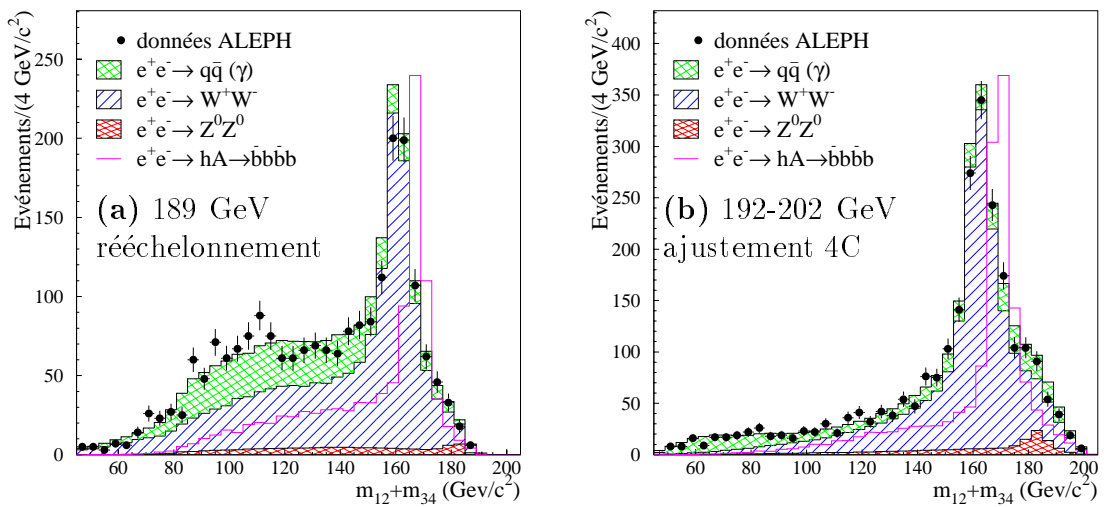 Evénements/(4 GeV/c²)
250
200
150
100
50
0
données ALEPH
e⁺e⁻→ qq̄ (γ)
e⁺e⁻→ W⁺W⁻
e⁺e⁻→ Z⁰Z⁰
e⁺e⁻→ hA→b̄bb̄b
(a) 189 GeV
rééchelonnement
60 80 100 120 140 160 180 200
m₁₂+m₃₄ (Gev/c²)
Evénements/(4 GeV/c²)
400
350
300
250
200
150
100
50
0
données ALEPH
e⁺e⁻→ qq̄ (γ)
e⁺e⁻→ W⁺W⁻
e⁺e⁻→ Z⁰Z⁰
e⁺e⁻→ hA→b̄bb̄b
(b) 192-202 GeV
ajustement 4C
60 80 100 120 140 160 180 200
m₁₂+m₃₄ (Gev/c²)